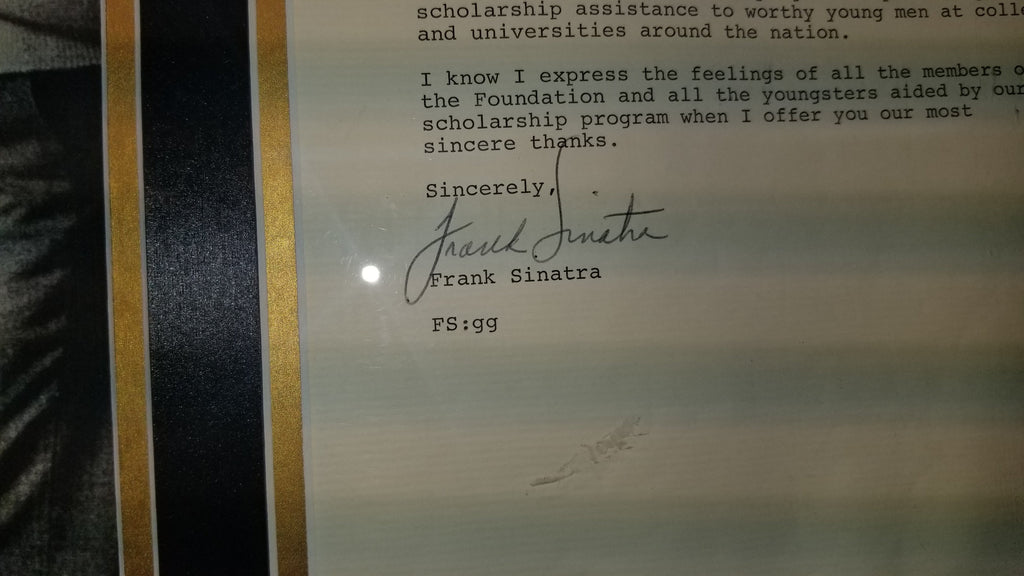 scholarship assistance to worthy young men at
and universities around the nation.
I know I express the feelings of all the members
the Foundation and all the youngsters aided by our
scholarship program when I offer you our most
sincere thanks.
Sincerely,
Frank Sinatra
Frank Sinatra
FS:gg